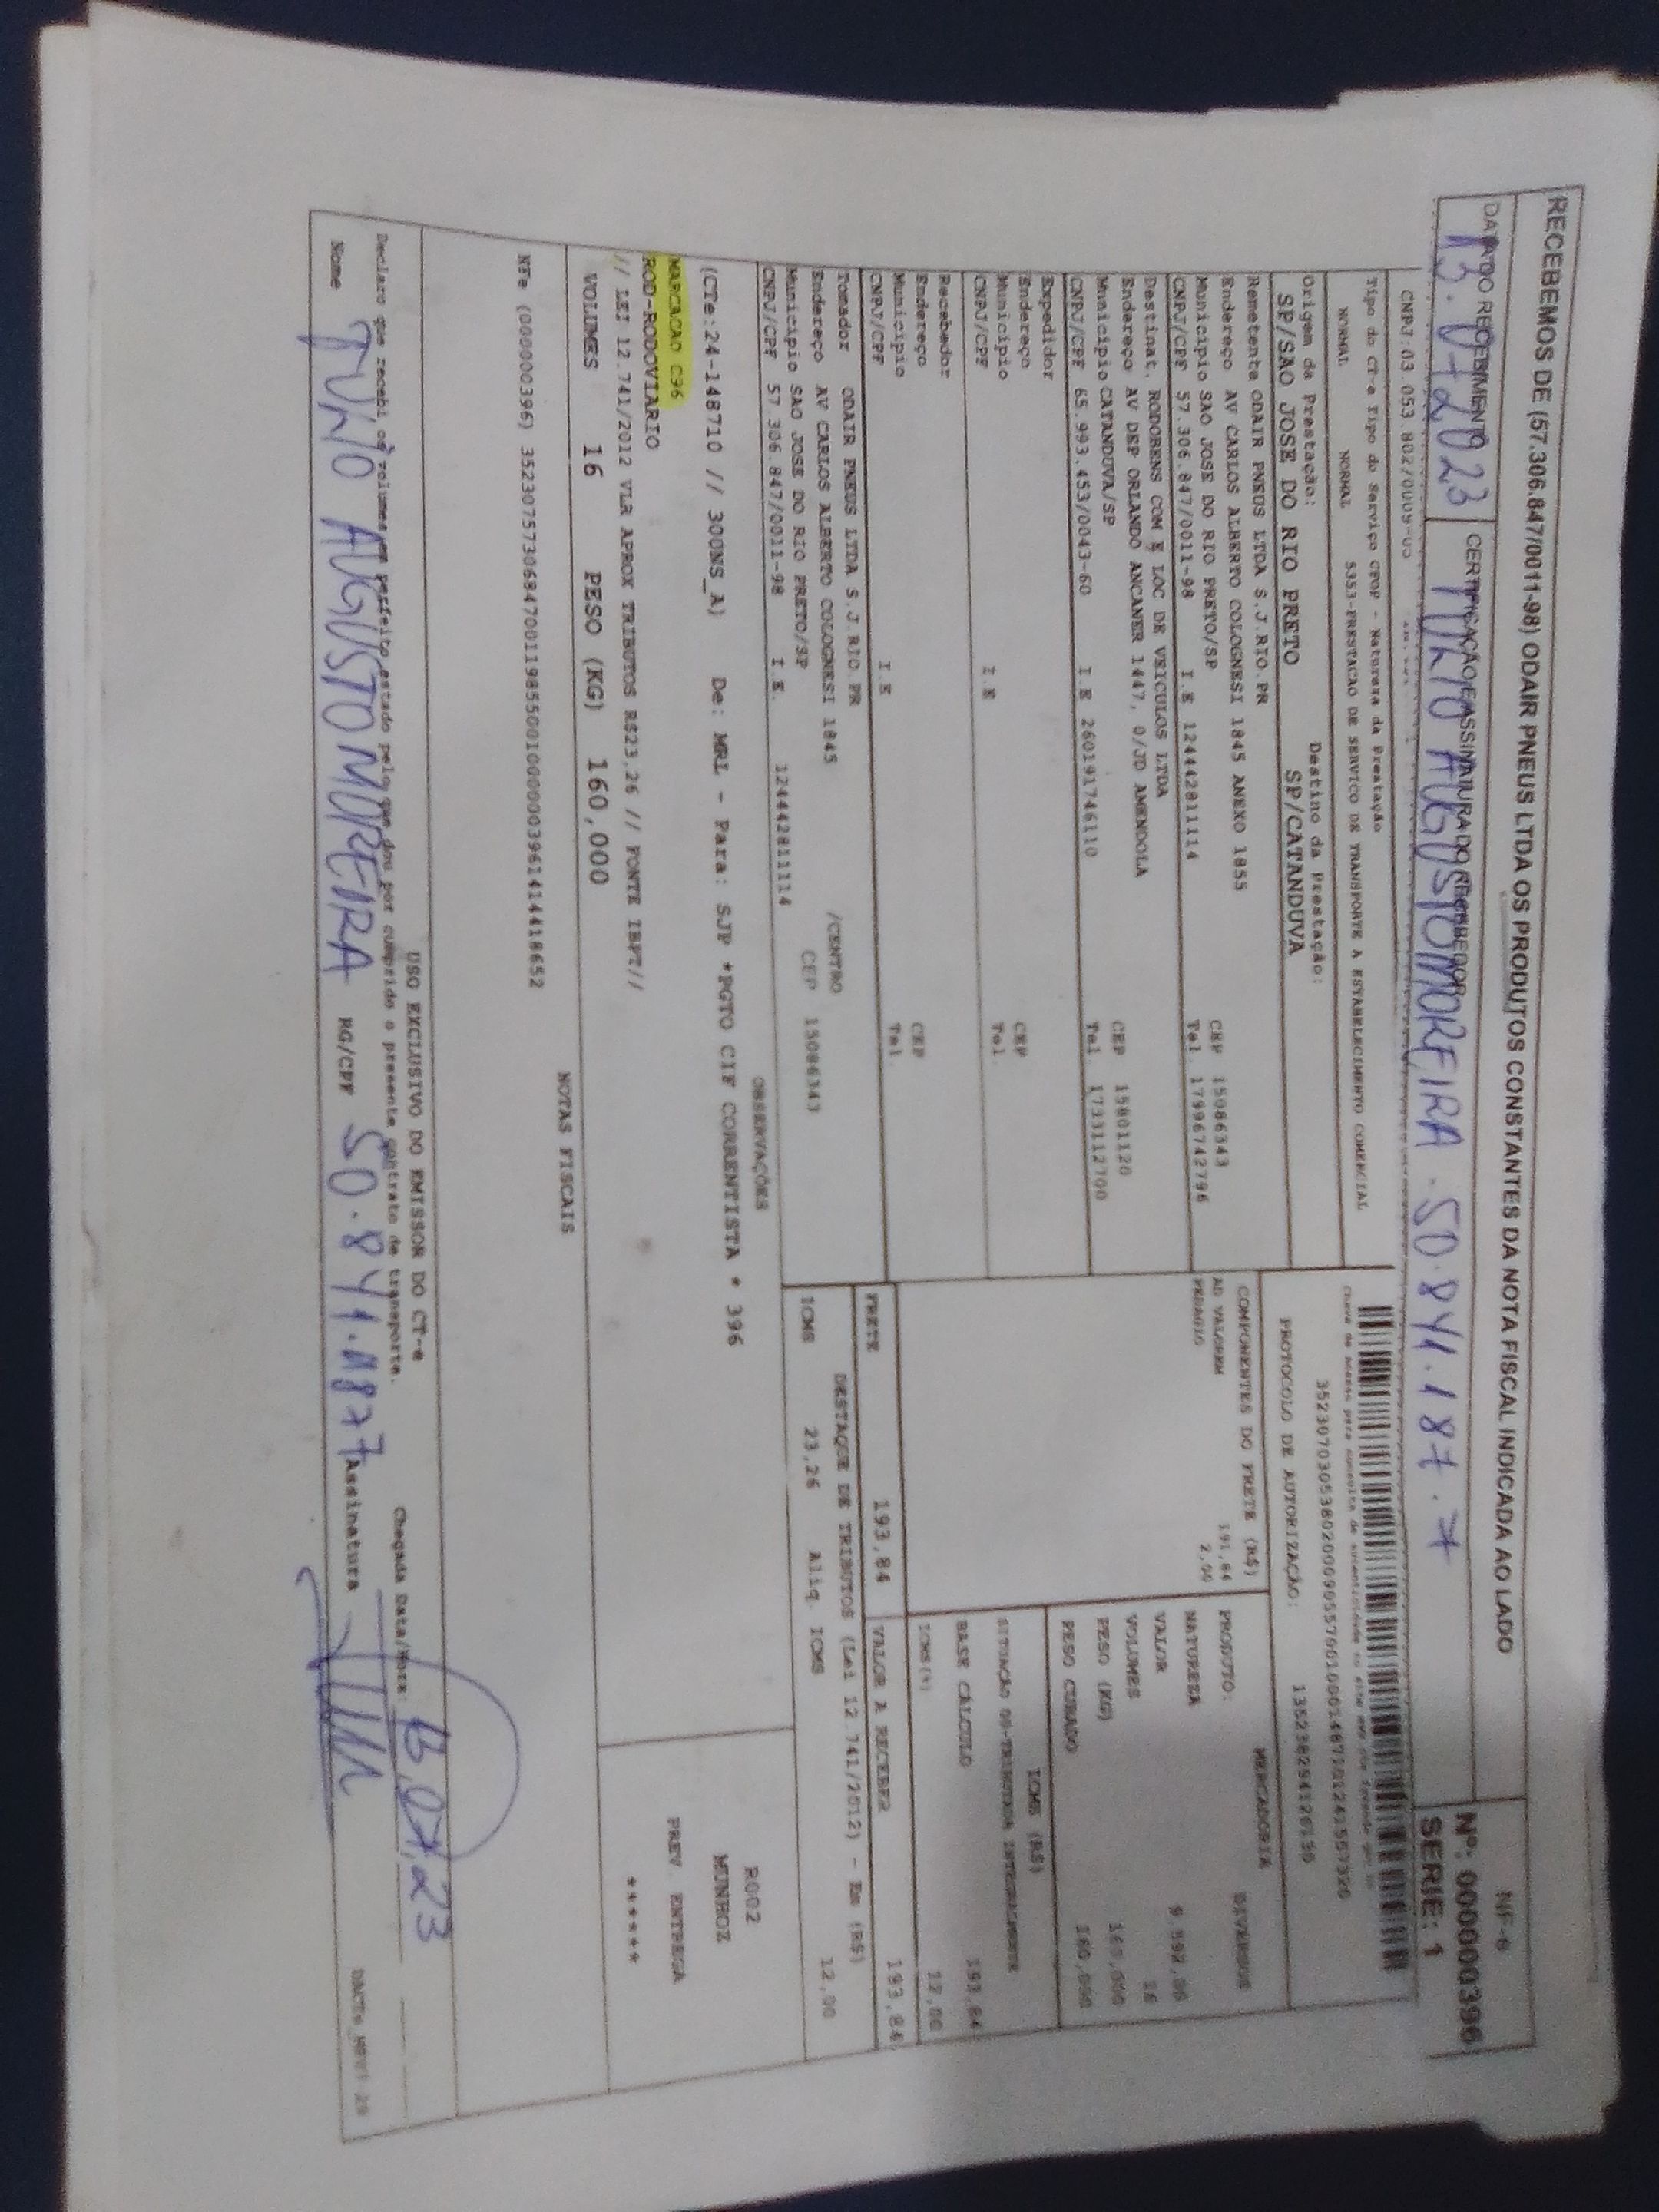 RECEBEMOS DE (57.306.847/0011-98) ODAIR PNEUS LTDA OS PRODUTOS CONSTANTES DA NOTA FISCAL INDICADA AO LADO
NF-e
Nº: 000000396
SERIE: 1
DATA DO RECEBIMENTO
13.07.2023
CERTIFICAÇÃO E ASSINATURA DO RECEBEDOR
TULIO AUGUSTO MOREIRA . 50.841.187.7
CNPJ:03.053.802/0009-05
Tipo do CT-e Tipo do Serviço CFOP - Natureza da Prestação
NORMAL NORMAL 5353-PRESTACAO DE SERVICO DE TRANSPORTE A ESTABELECIMENTO COMERCIAL
PROTOCOLO DE AUTORIZAÇÃO:
Origem da Prestação:
SP/SAO JOSE DO RIO PRETO
Destino da Prestação:
SP/CATANDUVA
Remetente ODAIR PNEUS LTDA S.J.RIO.PR
Endereço AV CARLOS ALBERTO COLOGNESI 1845 ANEXO 1855 CEP 15086343
Município SAO JOSE DO RIO PRETO/SP Tel. 17996742796
CNPJ/CPF 57.306.847/0011-98 I.E 124442811114
Destinat. RODOBENS COM E LOC DE VEICULOS LTDA
Endereço AV DEP ORLANDO ANCANER 1447, 0/JD AMENDOLA CEP 15801120
Município CATANDUVA/SP Tel. 1733112700
CNPJ/CPF 65.993.453/0043-60 I.E 260191746110
Expedidor
Endereço CEP
Município Tel.
CNPJ/CPF I.E
Recebedor
Endereço CEP
Município Tel.
CNPJ/CPF I.E
Tomador ODAIR PNEUS LTDA S.J.RIO.PR
Endereço AV CARLOS ALBERTO COLOGNESI 1845 /CENTRO
Município SAO JOSE DO RIO PRETO/SP CEP 15086343
CNPJ/CPF 57.306.847/0011-98 I.E. 124442811114
COMPONENTES DO FRETE (R$)
AD VALOREM 191,84
PEDAGIO 2,00
MERCADORIA
PRODUTO: DIVERSOS
NATUREZA
VALOR 9.592,00
VOLUMES 16
PESO (KG) 160,000
PESO CUBADO 160,000
ICMS (R$)
SITUAÇÃO 00-TRIBUTADA INTEGRALMENTE
BASE CÁLCULO 193,84
ICMS(%) 12,00
FRETE 193,84 VALOR A RECEBER 193,84
DESTAQUE DE TRIBUTOS (Lei 12.741/2012) - Em (R$)
ICMS 23,26 Aliq. ICMS 12,00
OBSERVAÇÕES
(CTe:24-148710 // 300NS_A) De: MRL - Para: SJP *PGTO CIF CORRENTISTA * 396
MARCACAO C96
ROD-RODOVIARIO
// LEI 12.741/2012 VLR APROX TRIBUTOS R$23,26 // FONTE IBPT//
R002
MUNHOZ
PREV. ENTREGA
******
VOLUMES 16 PESO (KG) 160,000
NOTAS FISCAIS
NFe (000000396)
USO EXCLUSIVO DO EMISSOR DO CT-e
Declaro que recebi os volumes em perfeito estado pelo que dou por cumprido o presente contrato de transporte.
Chegada Data/Hora: 13.07.23
Nome TULIO AUGUSTO MOREIRA RG/CPF 50.841.187 7 Assinatura